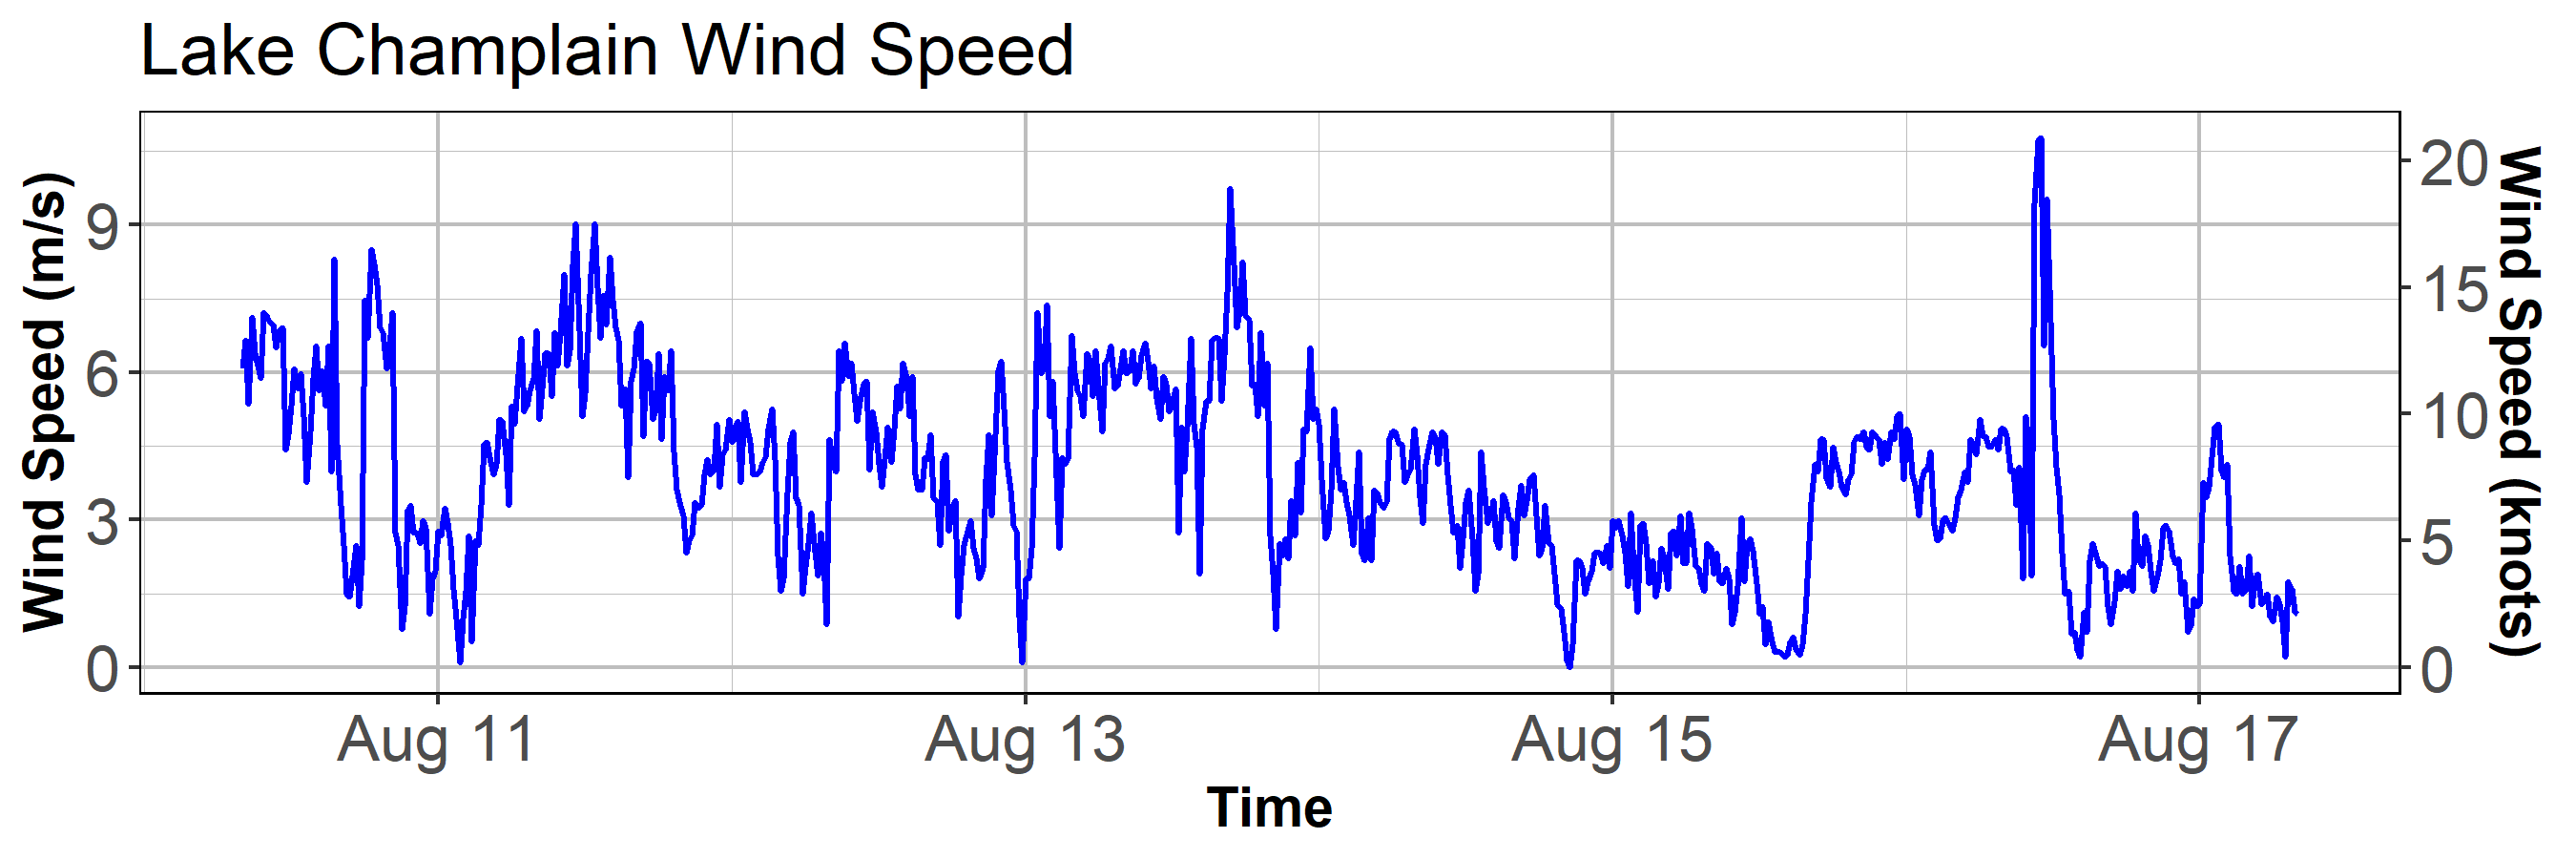 Lake Champlain Wind Speed
Wind Speed (m/s)
9
6
3
0
20
15
10
5
0
Wind Speed (knots)
Aug 11 Aug 13 Aug 15 Aug 17
Time